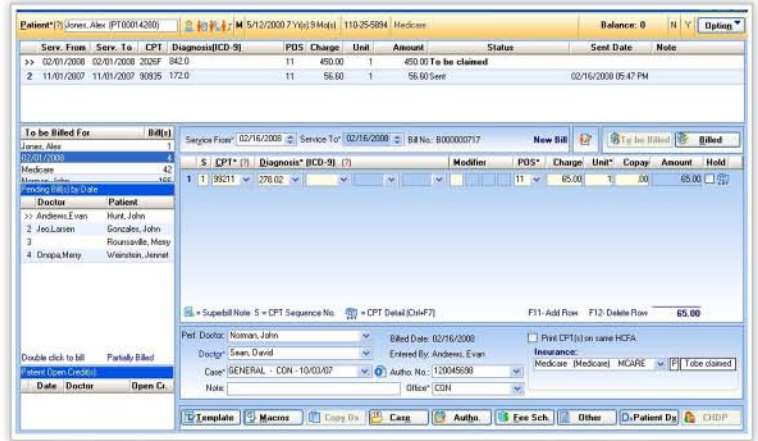 Patient*[?] Jones, Alex (PT00014280) M 5/12/2000 7 Yr(s) 9 Mo(s) 110-25-5894 Medicare Balance: 0 N Y Option
Serv. From Serv. To CPT Diagnosis[ICD-9] POS Charge Unit Amount Status Sent Date Note
>> 02/01/2008 02/01/2008 2026F 842.0 11 450.00 1 450.00 To be claimed
2 11/01/2007 11/01/2007 90935 172.0 11 56.60 1 56.60 Sent 02/16/2008 05:47 PM
To be Billed For Bill[s]
Jones, Alex 1
02/01/2008 4
Medicare 42
Norman, John 166
Pending Bill(s) by Date
Doctor Patient
>> Andrews,Evan Hunt, John
2 Jeo,Larsen Gonzales, John
3 Rounsaville, Mesy
4 Dnopa,Meny Weinstein, Jennet
Double click to bill Partially Billed
Patient Open Credit(s)
Date Doctor Open Cr.
Service From* 02/16/2008 Service To* 02/16/2008 Bill No.: B000000717 New Bill To be Billed Billed
S CPT* [?] Diagnosis* [ICD-9] [?] Modifier POS* Charge Unit* Copay Amount Hold
1 1 99211 278.02 11 65.00 1 .00 65.00
= Superbill Note S = CPT Sequence No. = CPT Detail (Ctrl+F7) F11- Add Row F12- Delete Row 65.00
Perf. Doctor: Norman, John Billed Date: 02/16/2008 Print CPT(s) on same HCFA
Doctor* Sean, David Entered By: Andrews, Evan Insurance:
Case* GENERAL - CON - 10/03/07 Autho. No.: 120045698 Medicare (Medicare) MCARE P To be claimed
Note: Office* CON
Template Macros Copy Dx Case Autho. Fee Sch. Other Patient Dx CHDP